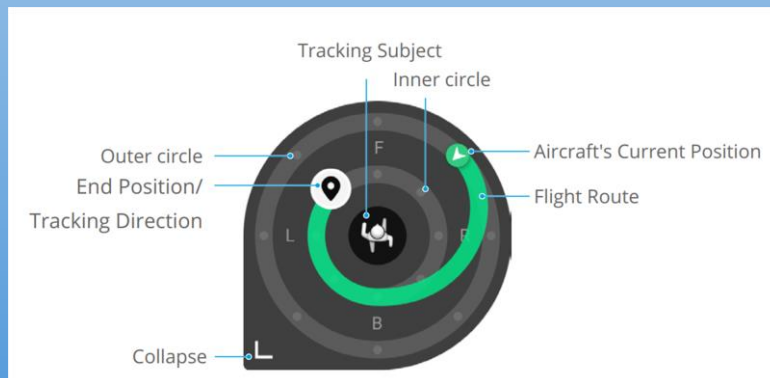 Tracking Subject
Inner circle
Outer circle
F
Aircraft's Current Position
End Position/
Tracking Direction
Flight Route
L
R
B
Collapse